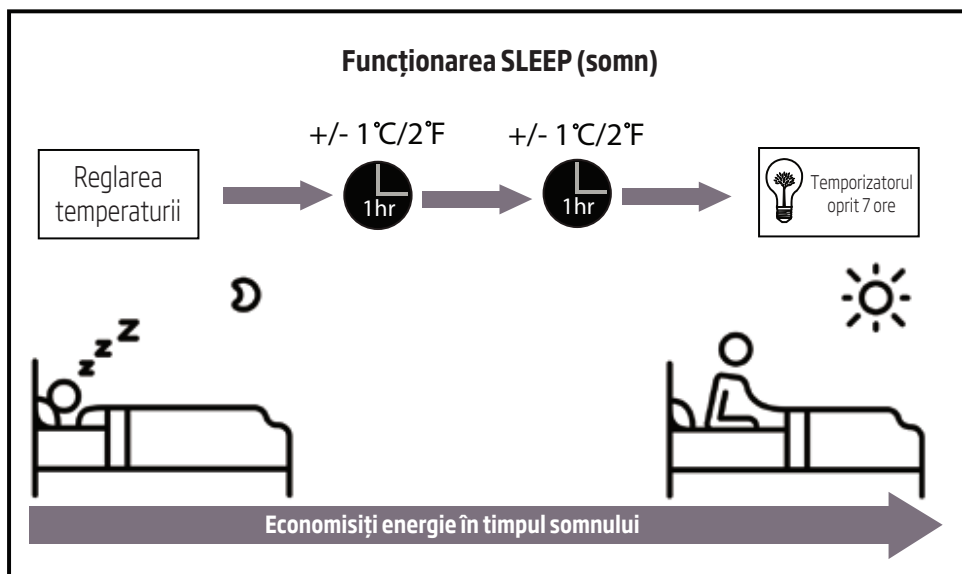 Funcționarea SLEEP (somn)
+/- 1°C/2°F
+/- 1°C/2°F
Reglarea
temperaturii
1hr
1hr
Temporizatorul
oprit 7 ore
z z Z
Economisiți energie în timpul somnului